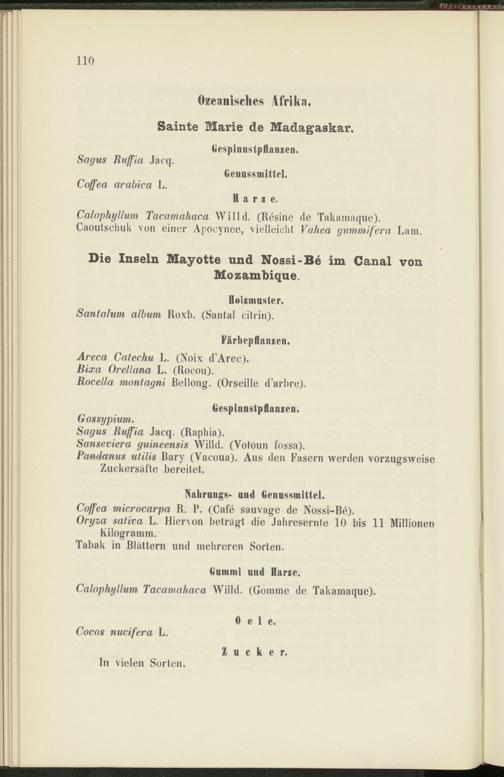 110
Ozeanisches Afrika.
Sainte Marie de Madagaskar.
Gespinnstpflanzen.
Sagus Ruffia Jacq.
Genussmittel.
Coffea arabica L.
Harze.
Calophyllum Tacamahaca Willd. (Résine de Takamaque).
Caoutschuk von einer Apocynee, vielleicht Vahea gummifera Lam.
Die Inseln Mayotte und Nossi-Bé im Canal von
Mozambique.
Holzmuster.
Santalum album Roxb. (Santal citrin).
Färbepflanzen.
Areca Catechu L. (Noix d'Arec).
Bixa Orellana L. (Rocou).
Rocella montagni Bellong. (Orseille d'arbre).
Gespinnstpflanzen.
Gossypium.
Sagus Ruffia Jacq. (Raphia).
Sanseviera guineensis Willd. (Votoun fossa).
Pandanus utilis Bary (Vacoua). Aus den Fasern werden vorzugsweise
Zuckersäfte bereitet.
Nahrungs- und Genussmittel.
Coffea microcarpa R. P. (Café sauvage de Nossi-Bé).
Oryza sativa L. Hiervon beträgt die Jahresernte 10 bis 11 Millionen
Kilogramm.
Tabak in Blättern und mehreren Sorten.
Gummi und Harze.
Calophyllum Tacamahaca Willd. (Gomme de Takamaque).
Oele.
Cocos nucifera L.
Zucker.
In vielen Sorten.